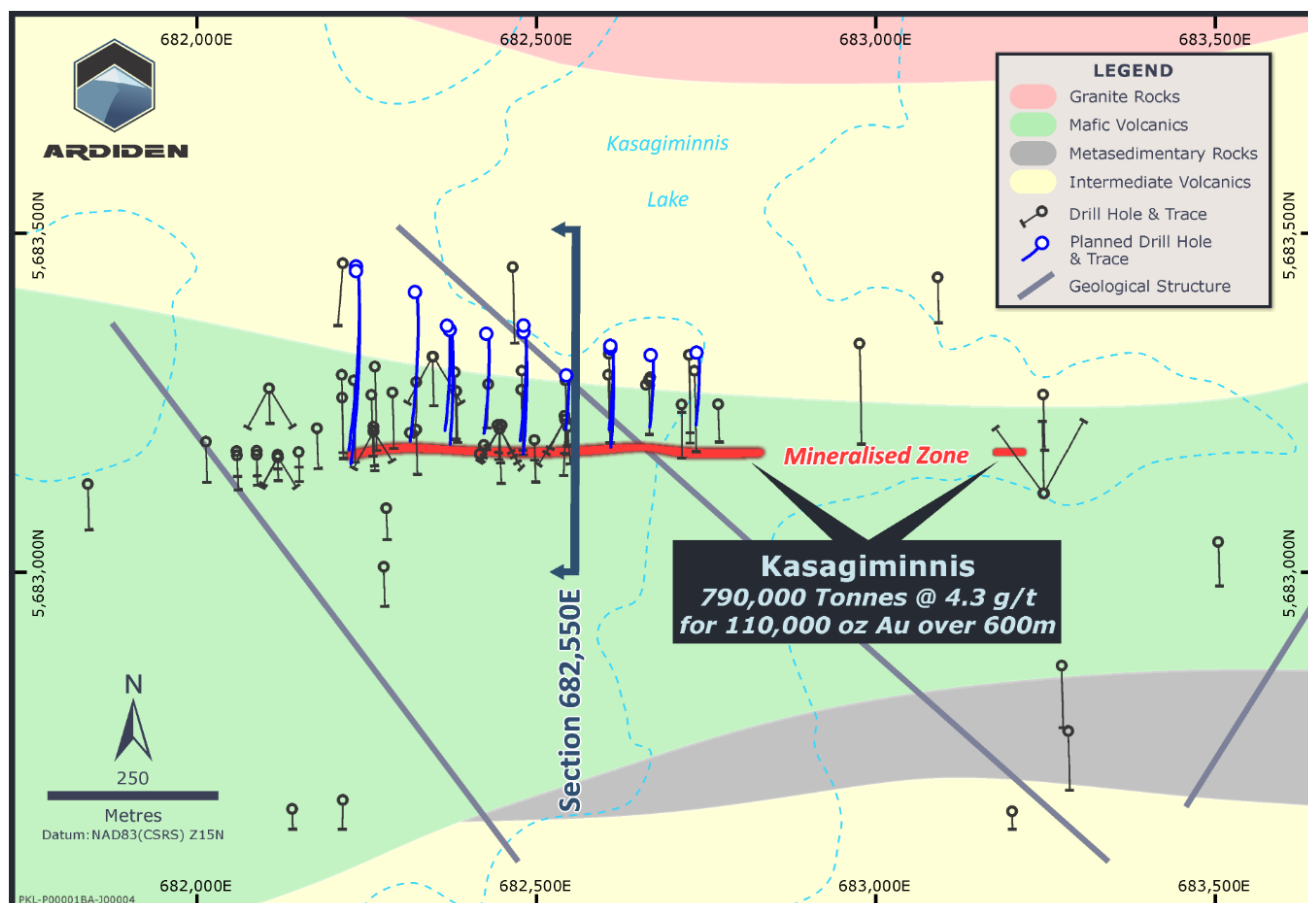 682,000E
682,500E
683,000E
683,500E
ARDIDEN
LEGEND
Granite Rocks
Mafic Volcanics
Metasedimentary Rocks
Intermediate Volcanics
Drill Hole & Trace
Planned Drill Hole
& Trace
Geological Structure
Kasagiminnis
Lake
5,683,500N
5,683,500N
Mineralised Zone
Kasagiminnis
790,000 Tonnes @ 4.3 g/t
for 110,000 oz Au over 600m
5,683,000N
5,683,000N
Section 682,550E
N
250
Metres
Datum: NAD83(CSRS) Z15N
682,000E
682,500E
683,000E
683,500E
PKL-P00001BA-J00004